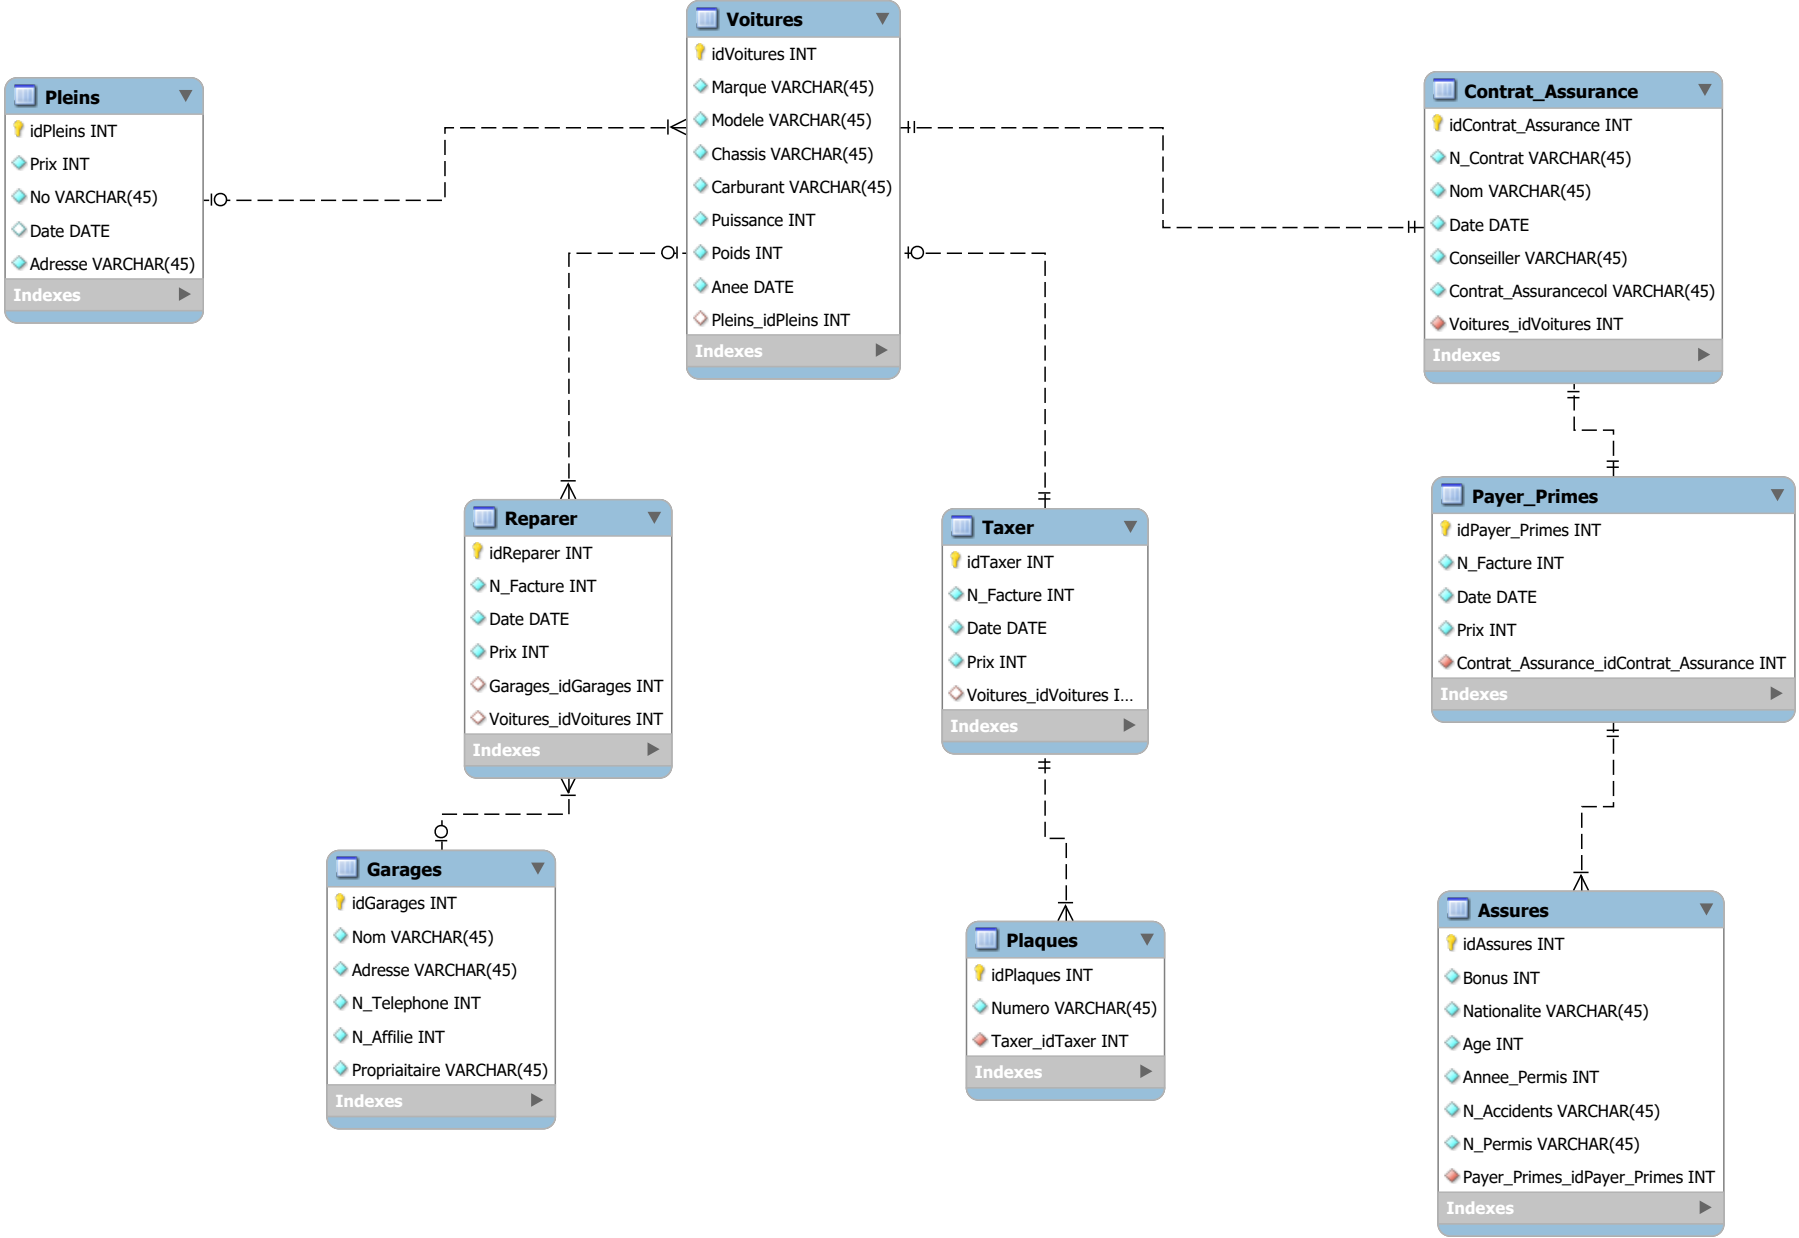 Voitures
idVoitures INT
Marque VARCHAR(45)
Modele VARCHAR(45)
Chassis VARCHAR(45)
Carburant VARCHAR(45)
Puissance INT
Poids INT
Anee DATE
Pleins_idPleins INT
Indexes
Pleins
idPleins INT
Prix INT
No VARCHAR(45)
Date DATE
Adresse VARCHAR(45)
Indexes
Contrat_Assurance
idContrat_Assurance INT
N_Contrat VARCHAR(45)
Nom VARCHAR(45)
Date DATE
Conseiller VARCHAR(45)
Contrat_Assurancecol VARCHAR(45)
Voitures_idVoitures INT
Indexes
Reparer
idReparer INT
N_Facture INT
Date DATE
Prix INT
Garages_idGarages INT
Voitures_idVoitures INT
Indexes
Taxer
idTaxer INT
N_Facture INT
Date DATE
Prix INT
Voitures_idVoitures I...
Indexes
Payer_Primes
idPayer_Primes INT
N_Facture INT
Date DATE
Prix INT
Contrat_Assurance_idContrat_Assurance INT
Indexes
Garages
idGarages INT
Nom VARCHAR(45)
Adresse VARCHAR(45)
N_Telephone INT
N_Affilie INT
Propriaitaire VARCHAR(45)
Indexes
Plaques
idPlaques INT
Numero VARCHAR(45)
Taxer_idTaxer INT
Indexes
Assures
idAssures INT
Bonus INT
Nationalite VARCHAR(45)
Age INT
Annee_Permis INT
N_Accidents VARCHAR(45)
N_Permis VARCHAR(45)
Payer_Primes_idPayer_Primes INT
Indexes